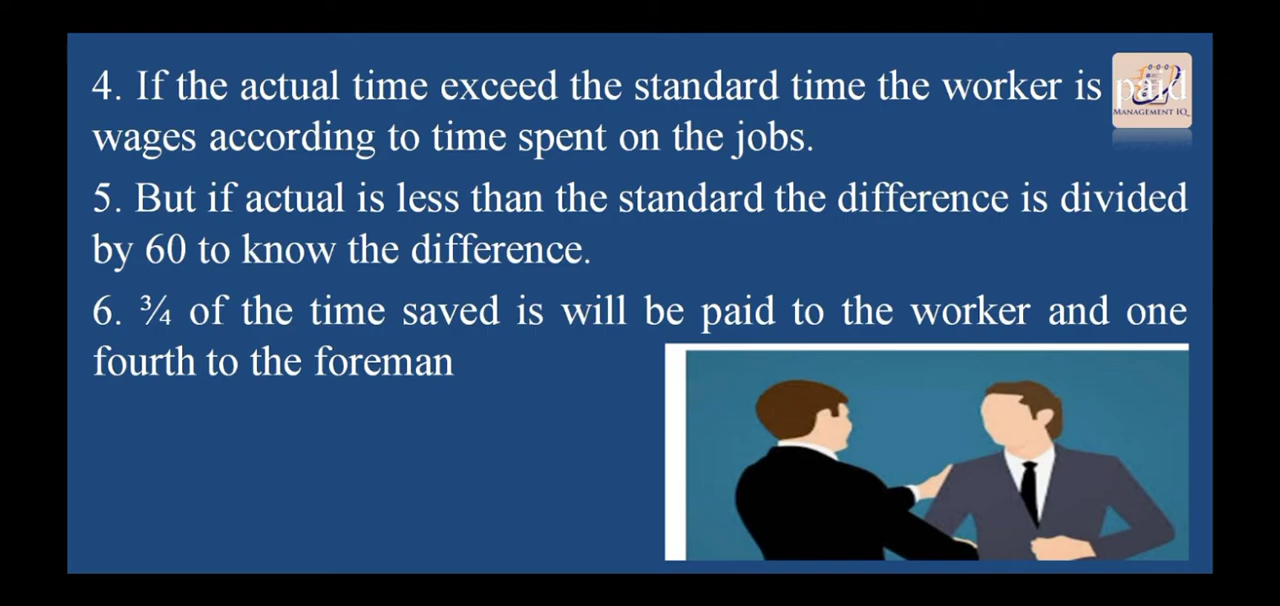 4. If the actual time exceed the standard time the worker is paid
wages according to time spent on the jobs.
5. But if actual is less than the standard the difference is divided
by 60 to know the difference.
6. ¾ of the time saved is will be paid to the worker and one
fourth to the foreman
MANAGEMENT IQ